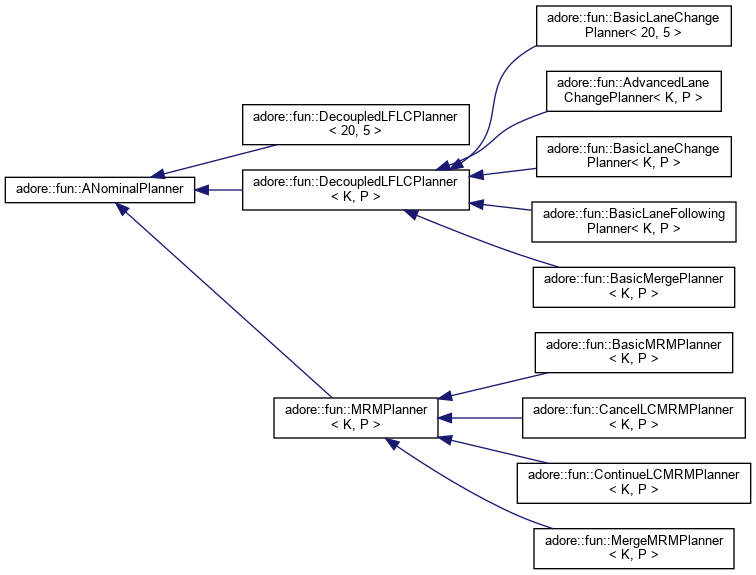 adore::fun::ANominalPlanner
adore::fun::DecoupledLFLCPlanner
< 20, 5 >
adore::fun::DecoupledLFLCPlanner
< K, P >
adore::fun::MRMPlanner
< K, P >
adore::fun::BasicLaneChange
Planner< 20, 5 >
adore::fun::AdvancedLane
ChangePlanner< K, P >
adore::fun::BasicLaneChange
Planner< K, P >
adore::fun::BasicLaneFollowing
Planner< K, P >
adore::fun::BasicMergePlanner
< K, P >
adore::fun::BasicMRMPlanner
< K, P >
adore::fun::CancelLCMRMPlanner
< K, P >
adore::fun::ContinueLCMRMPlanner
< K, P >
adore::fun::MergeMRMPlanner
< K, P >